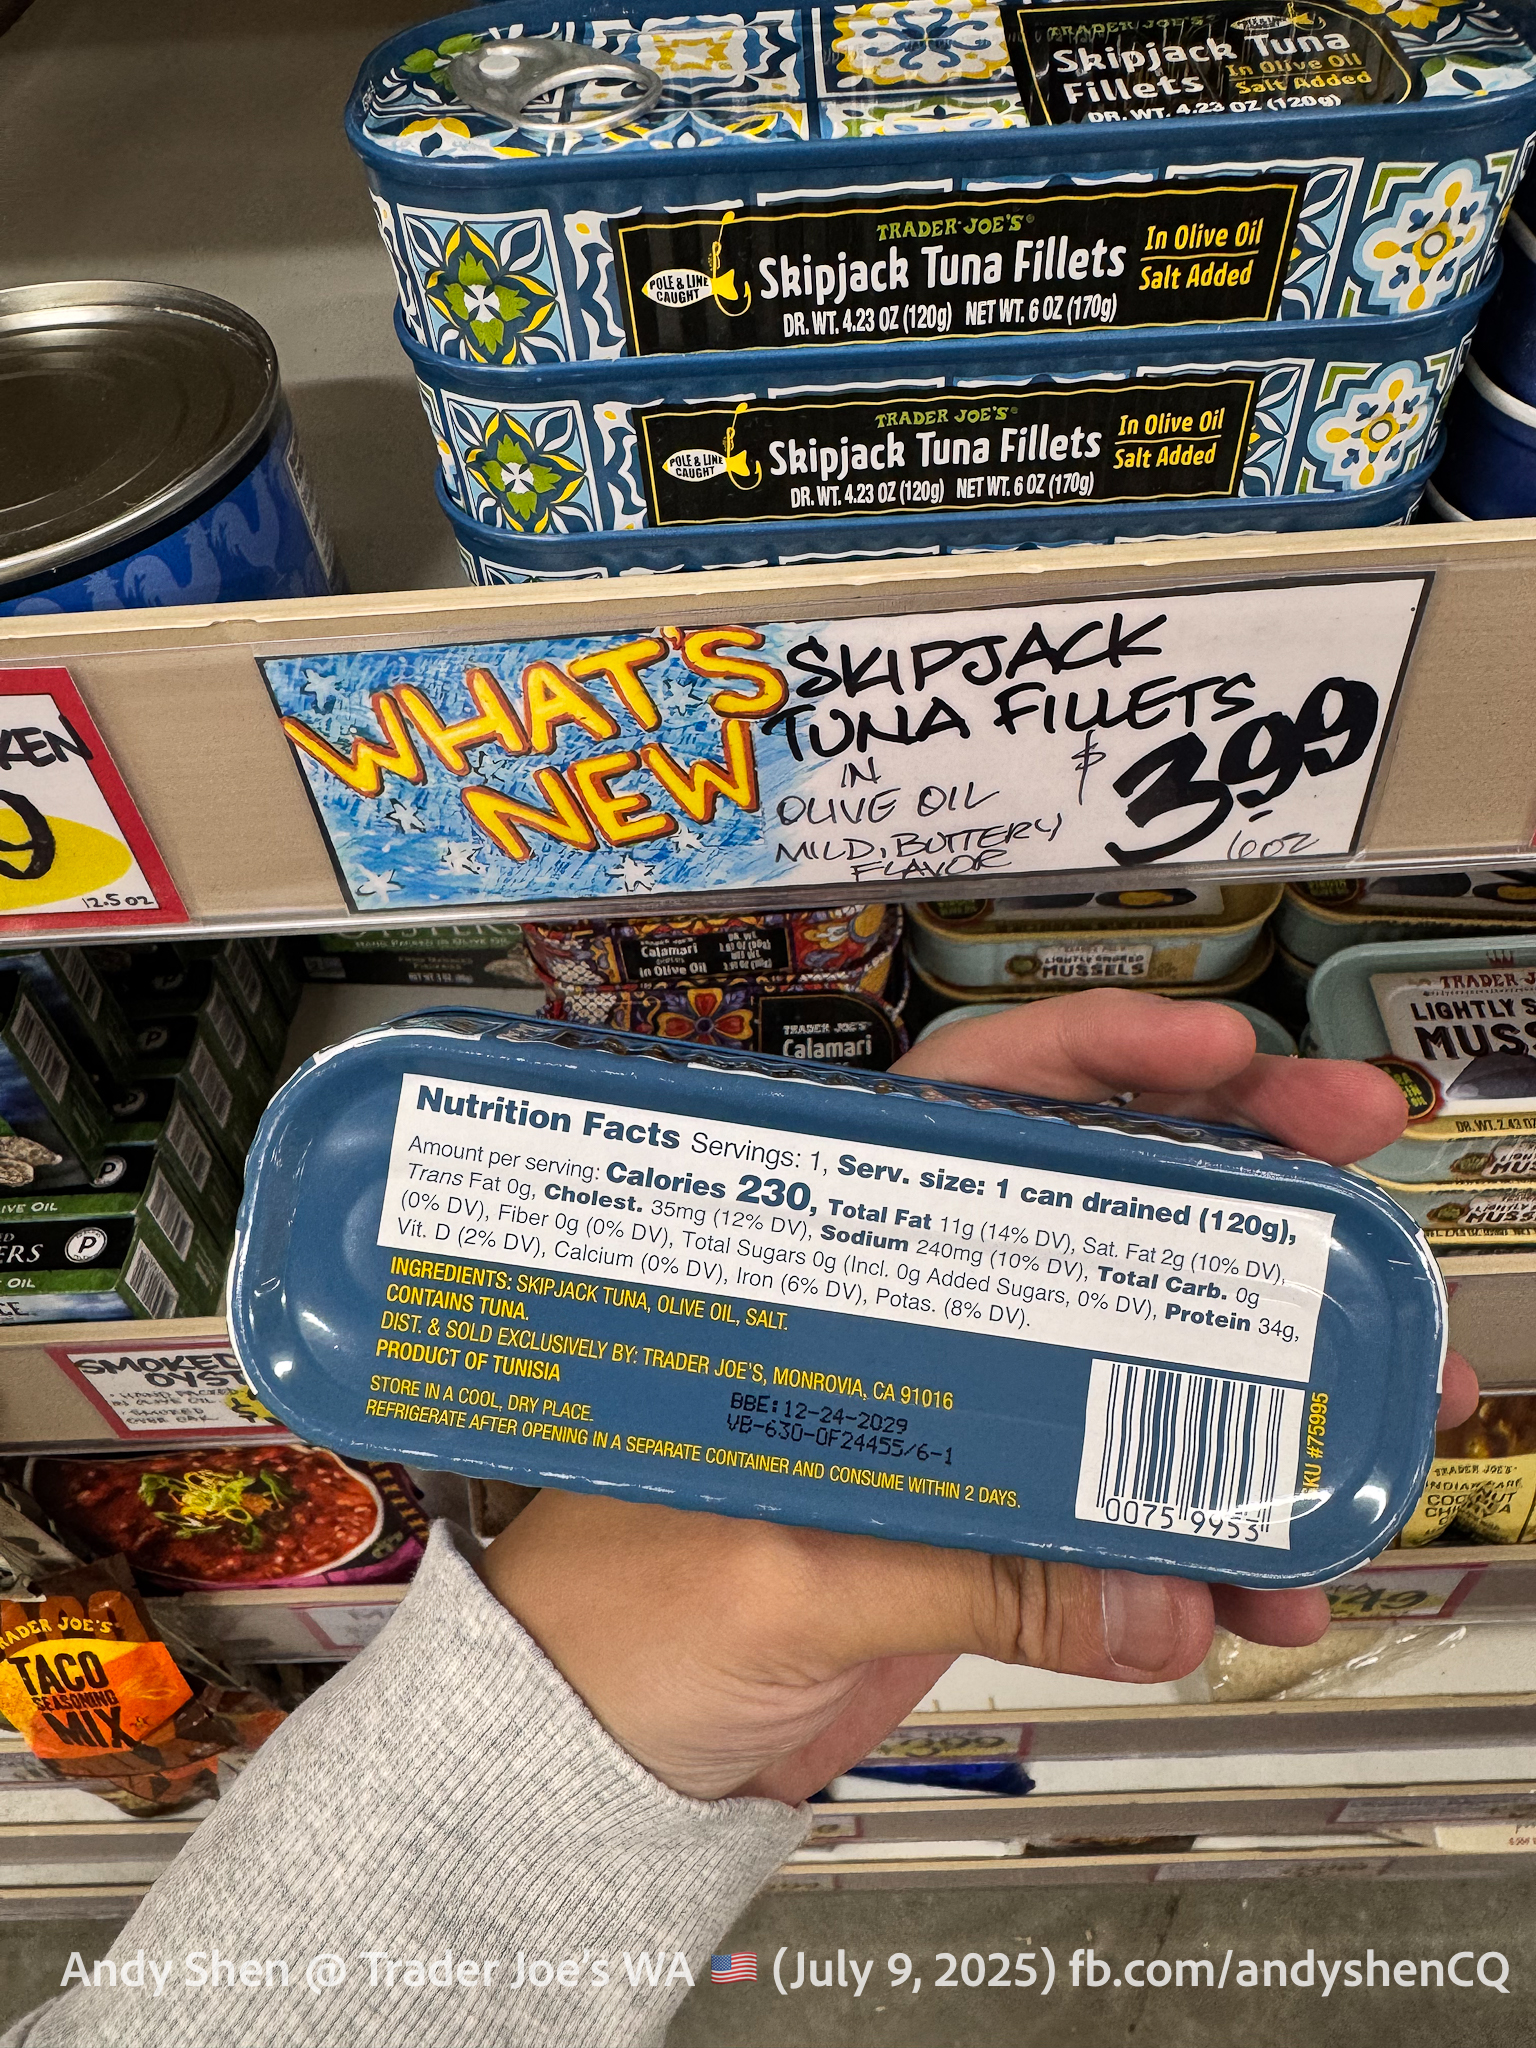 TRADER JOE'S
Skipjack Tuna
Fillets
In Olive Oil
Salt Added
DR. WT. 4.23 OZ (120g)
TRADER JOE'S®
POLE & LINE
CAUGHT
Skipjack Tuna Fillets
In Olive Oil
Salt Added
DR. WT. 4.23 OZ (120g) NET WT. 6 OZ (170g)
TRADER JOE'S®
POLE & LINE
CAUGHT
Skipjack Tuna Fillets
In Olive Oil
Salt Added
DR. WT. 4.23 OZ (120g) NET WT. 6 OZ (170g)
WHAT'S
NEW
SKIPJACK
TUNA FILLETS
IN
OLIVE OIL
MILD, BUTTERY
FLAVOR
$3.99
6 oz
12.5 oz
Calamari
in Olive Oil
TRADER JOE'S
Calamari
LIGHTLY SMOKED
MUSSELS
TRADER J
LIGHTLY S
MUSS
Nutrition Facts Servings: 1, Serv. size: 1 can drained (120g),
Amount per serving: Calories 230, Total Fat 11g (14% DV), Sat. Fat 2g (10% DV),
Trans Fat 0g, Cholest. 35mg (12% DV), Sodium 240mg (10% DV), Total Carb. 0g
(0% DV), Fiber 0g (0% DV), Total Sugars 0g (Incl. 0g Added Sugars, 0% DV), Protein 34g,
Vit. D (2% DV), Calcium (0% DV), Iron (6% DV), Potas. (8% DV).
INGREDIENTS: SKIPJACK TUNA, OLIVE OIL, SALT.
CONTAINS TUNA.
DIST. & SOLD EXCLUSIVELY BY: TRADER JOE'S, MONROVIA, CA 91016
PRODUCT OF TUNISIA
STORE IN A COOL, DRY PLACE.
REFRIGERATE AFTER OPENING IN A SEPARATE CONTAINER AND CONSUME WITHIN 2 DAYS.
BBE:12-24-2029
VB-630-0F24455/6-1
0075 9953
SKU #75995
SMOKED
OYST
TRADER JOE'S
TACO
SEASONING
MIX
Andy Shen @ Trader Joe's WA 🇺🇸 (July 9, 2025) fb.com/andyshenCQ